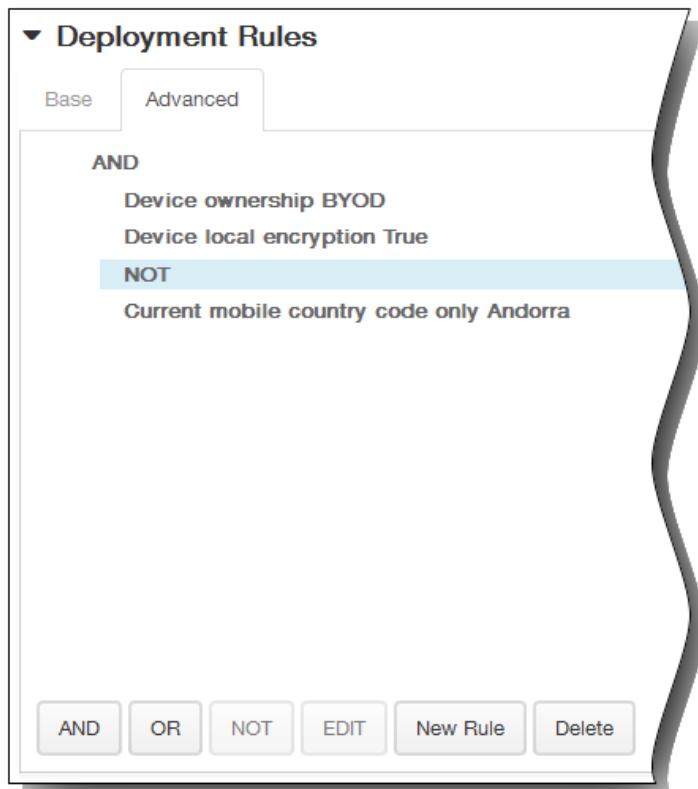 Deployment Rules
Base Advanced
AND
Device ownership BYOD
Device local encryption True
NOT
Current mobile country code only Andorra
AND OR NOT EDIT New Rule Delete